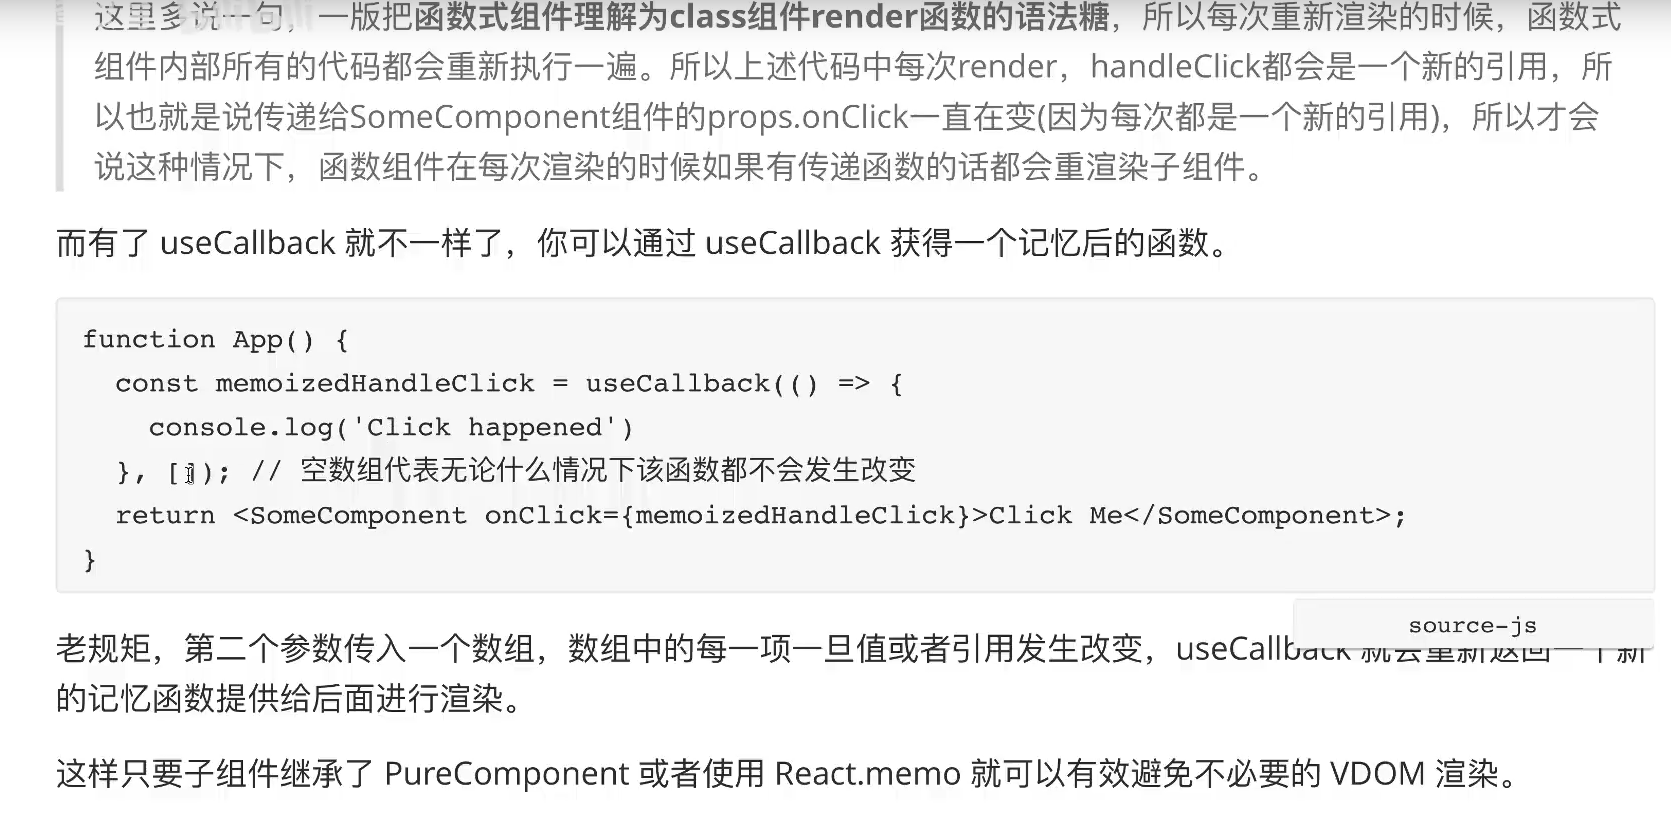 这里多说一句，一版把函数式组件理解为class组件render函数的语法糖，所以每次重新渲染的时候，函数式
组件内部所有的代码都会重新执行一遍。所以上述代码中每次render，handleClick都会是一个新的引用，所
以也就是说传递给SomeComponent组件的props.onClick一直在变(因为每次都是一个新的引用)，所以才会
说这种情况下，函数组件在每次渲染的时候如果有传递函数的话都会重渲染子组件。
而有了 useCallback 就不一样了，你可以通过 useCallback 获得一个记忆后的函数。
function App() {
  const memoizedHandleClick = useCallback(() => {
    console.log('Click happened')
  }, []); // 空数组代表无论什么情况下该函数都不会发生改变
  return <SomeComponent onClick={memoizedHandleClick}>Click Me</SomeComponent>;
}
source-js
老规矩，第二个参数传入一个数组，数组中的每一项一旦值或者引用发生改变，useCallback 就会重新返回一个新
的记忆函数提供给后面进行渲染。
这样只要子组件继承了 PureComponent 或者使用 React.memo 就可以有效避免不必要的 VDOM 渲染。